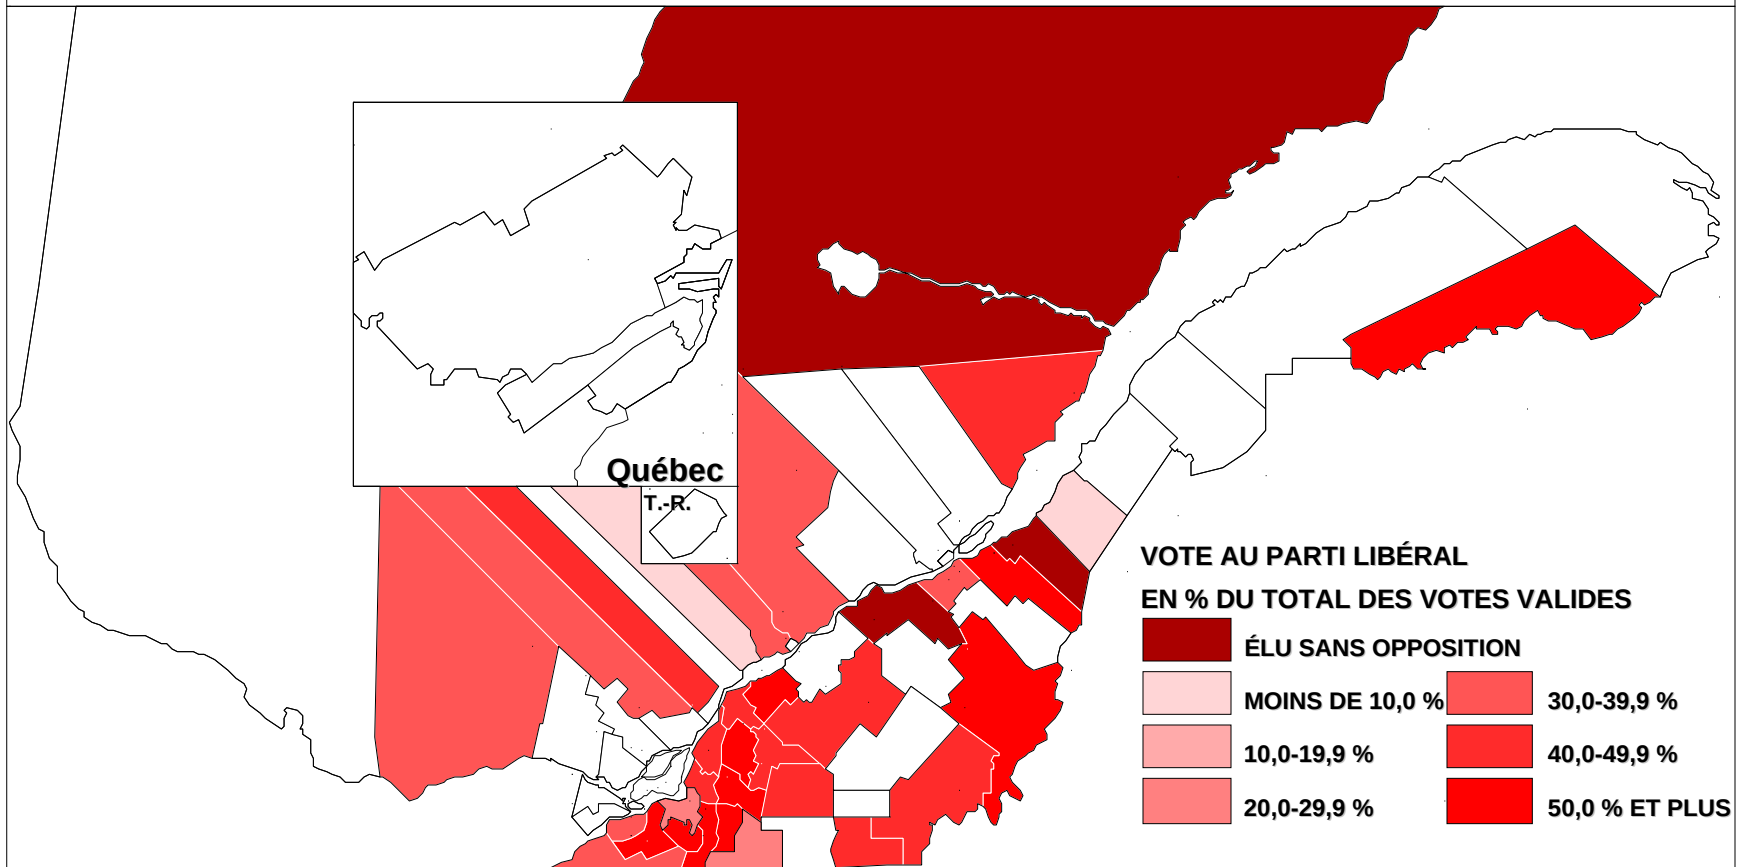 Québec
T.-R.
VOTE AU PARTI LIBÉRAL
EN % DU TOTAL DES VOTES VALIDES
ÉLU SANS OPPOSITION
MOINS DE 10,0 %
30,0-39,9 %
10,0-19,9 %
40,0-49,9 %
20,0-29,9 %
50,0 % ET PLUS